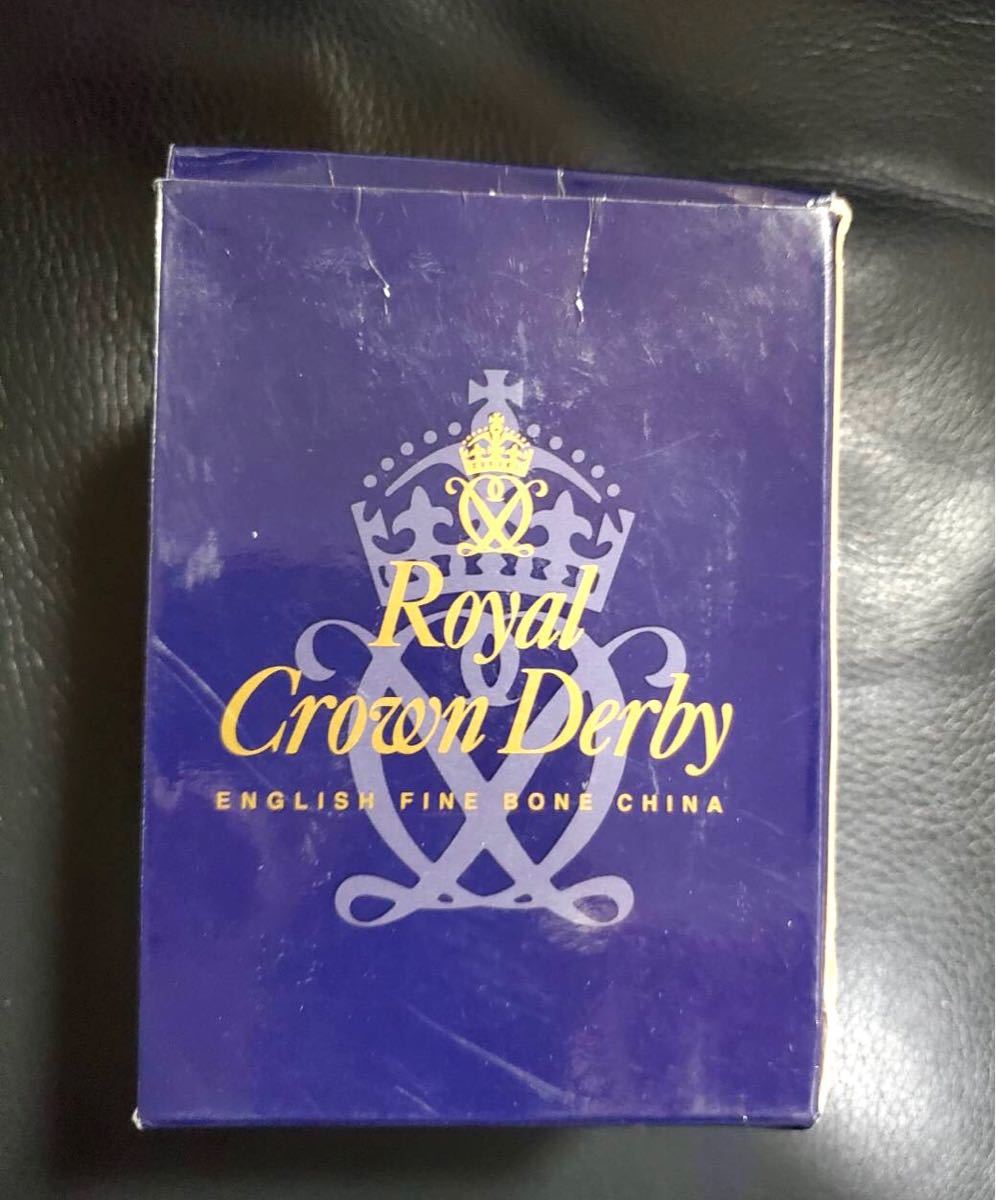 Royal
Crown Derby
ENGLISH FINE BONE CHINA